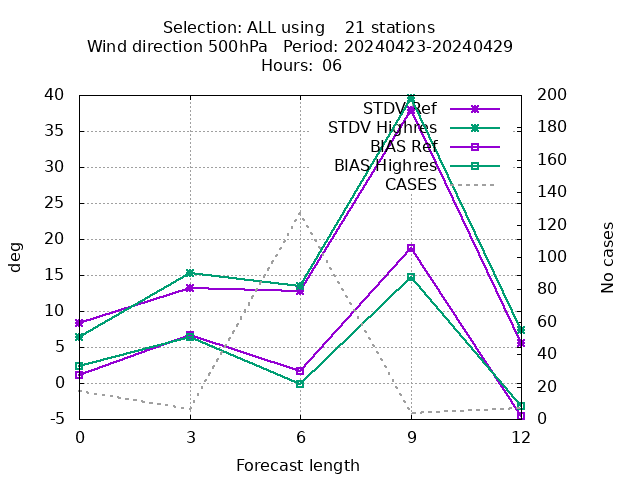 Selection: ALL using    21 stations
Wind direction 500hPa   Period: 20240423-20240429
Hours:  06
40
35
30
25
20
15
10
5
0
-5
200
180
160
140
120
100
80
60
40
20
0
0
3
6
9
12
deg
No cases
Forecast length
STDV Ref
STDV Highres
BIAS Ref
BIAS Highres
CASES